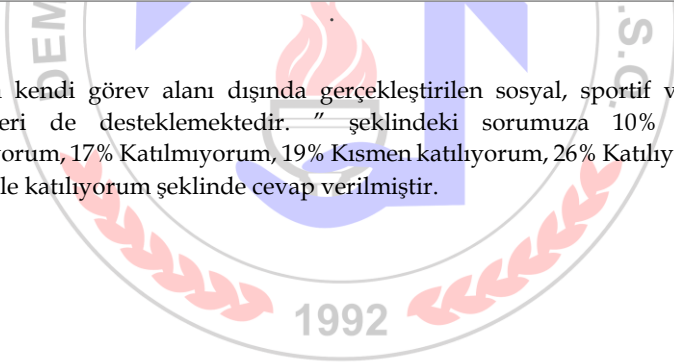 kendi görev alanı dışında gerçekleştirilen sosyal, sportif v
eri de desteklemektedir. ” şeklindeki sorumuza 10%
yorum, 17% Katılmıyorum, 19% Kısmen katılıyorum, 26% Katılıy
le katılıyorum şeklinde cevap verilmiştir.
DEM
.S.G.
1992